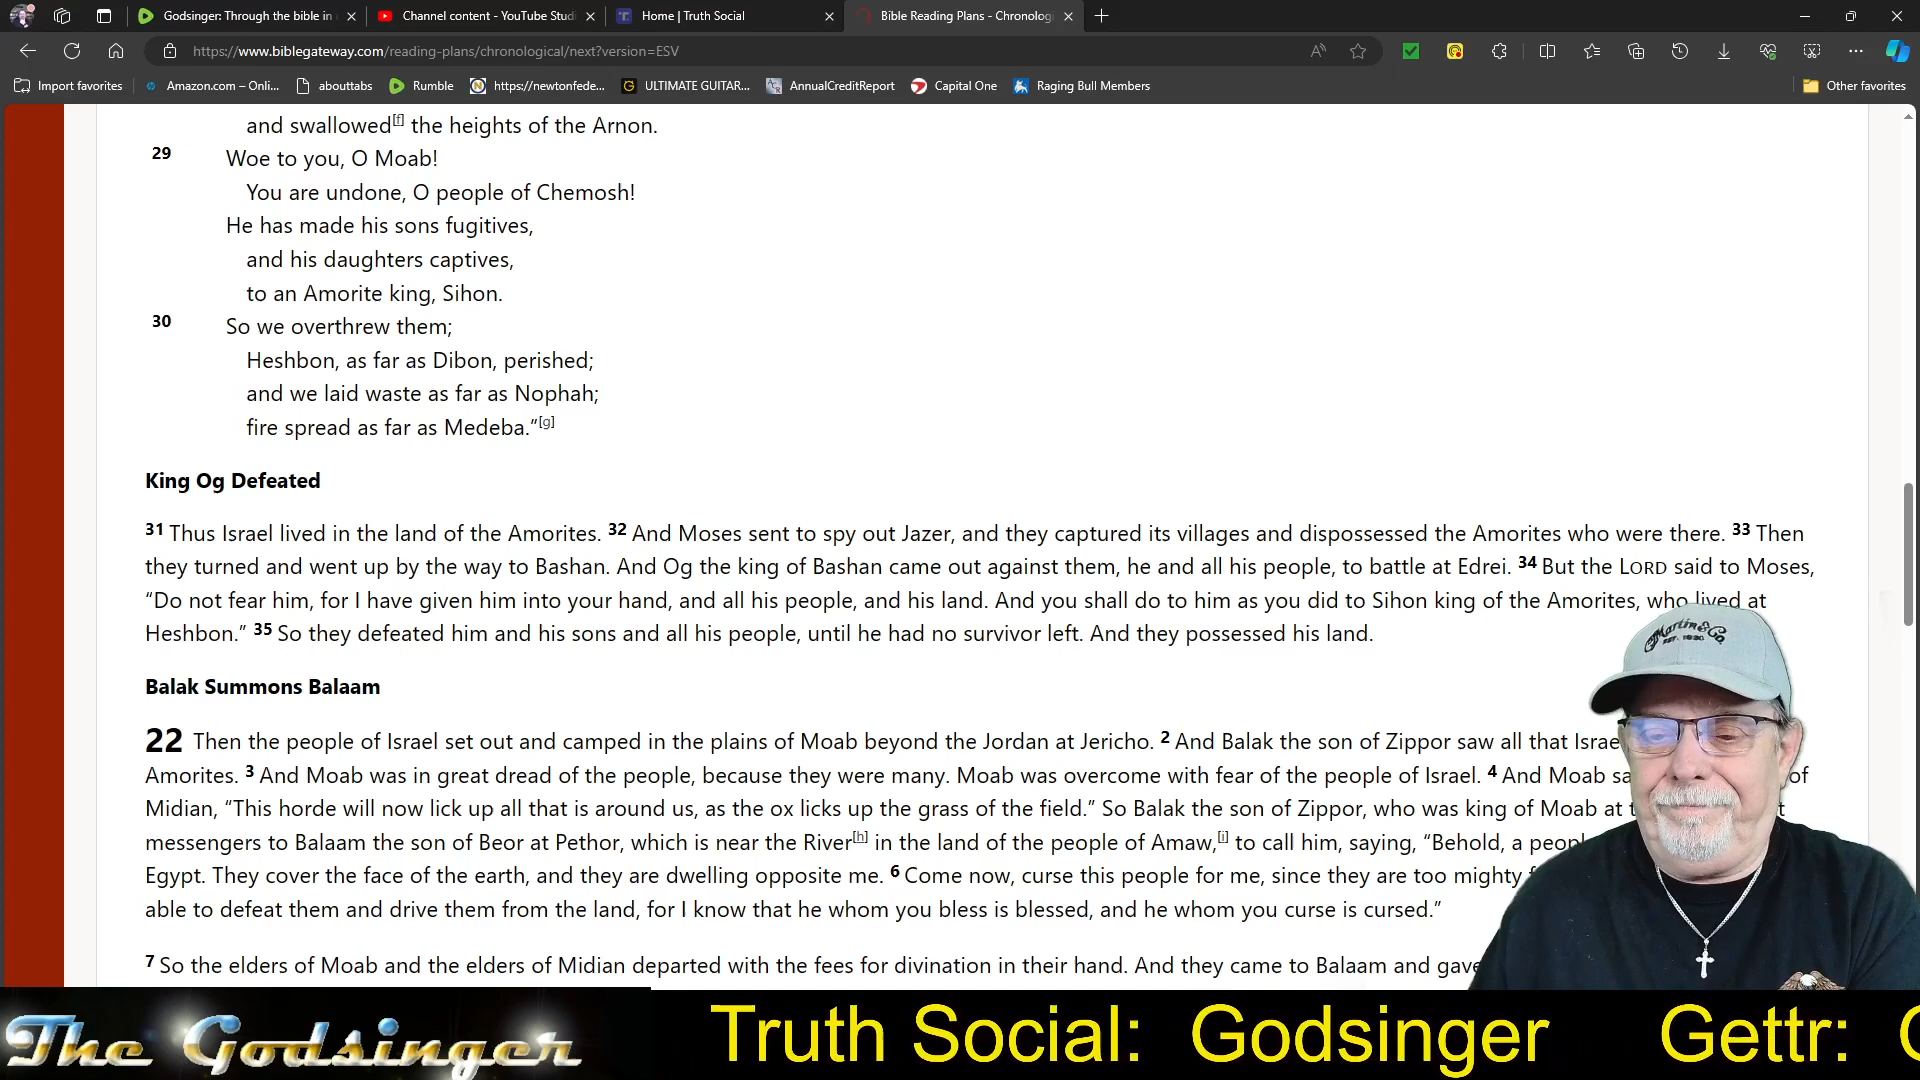 Godsinger: Through the bible in
Channel content - YouTube Studi
Home | Truth Social
Bible Reading Plans - Chronolog
https://www.biblegateway.com/reading-plans/chronological/next?version=ESV
Import favorites
Amazon.com – Onli...
abouttabs
Rumble
https://newtonfede...
ULTIMATE GUITAR...
AnnualCreditReport
Capital One
Raging Bull Members
Other favorites
and swallowed[f] the heights of the Arnon.
29 Woe to you, O Moab!
You are undone, O people of Chemosh!
He has made his sons fugitives,
and his daughters captives,
to an Amorite king, Sihon.
30 So we overthrew them;
Heshbon, as far as Dibon, perished;
and we laid waste as far as Nophah;
fire spread as far as Medeba.”[g]
King Og Defeated
31 Thus Israel lived in the land of the Amorites. 32 And Moses sent to spy out Jazer, and they captured its villages and dispossessed the Amorites who were there. 33 Then
they turned and went up by the way to Bashan. And Og the king of Bashan came out against them, he and all his people, to battle at Edrei. 34 But the LORD said to Moses,
“Do not fear him, for I have given him into your hand, and all his people, and his land. And you shall do to him as you did to Sihon king of the Amorites, who lived at
Heshbon.” 35 So they defeated him and his sons and all his people, until he had no survivor left. And they possessed his land.
Balak Summons Balaam
22 Then the people of Israel set out and camped in the plains of Moab beyond the Jordan at Jericho. 2 And Balak the son of Zippor saw all that Israe
Amorites. 3 And Moab was in great dread of the people, because they were many. Moab was overcome with fear of the people of Israel. 4 And Moab sa of
Midian, “This horde will now lick up all that is around us, as the ox licks up the grass of the field.” So Balak the son of Zippor, who was king of Moab at t
messengers to Balaam the son of Beor at Pethor, which is near the River[h] in the land of the people of Amaw,[i] to call him, saying, “Behold, a peopl
Egypt. They cover the face of the earth, and they are dwelling opposite me. 6 Come now, curse this people for me, since they are too mighty
able to defeat them and drive them from the land, for I know that he whom you bless is blessed, and he whom you curse is cursed.”
7 So the elders of Moab and the elders of Midian departed with the fees for divination in their hand. And they came to Balaam and gave
Martin & Co.
EST. 1833
The Godsinger
Truth Social: Godsinger Gettr: